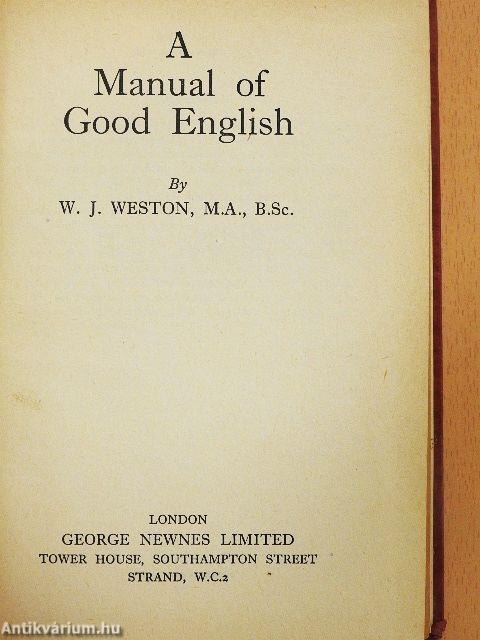 A
Manual of
Good English
By
W. J. WESTON, M.A., B.Sc.
LONDON
GEORGE NEWNES LIMITED
TOWER HOUSE, SOUTHAMPTON STREET
STRAND, W.C.2
Antikvárium.hu